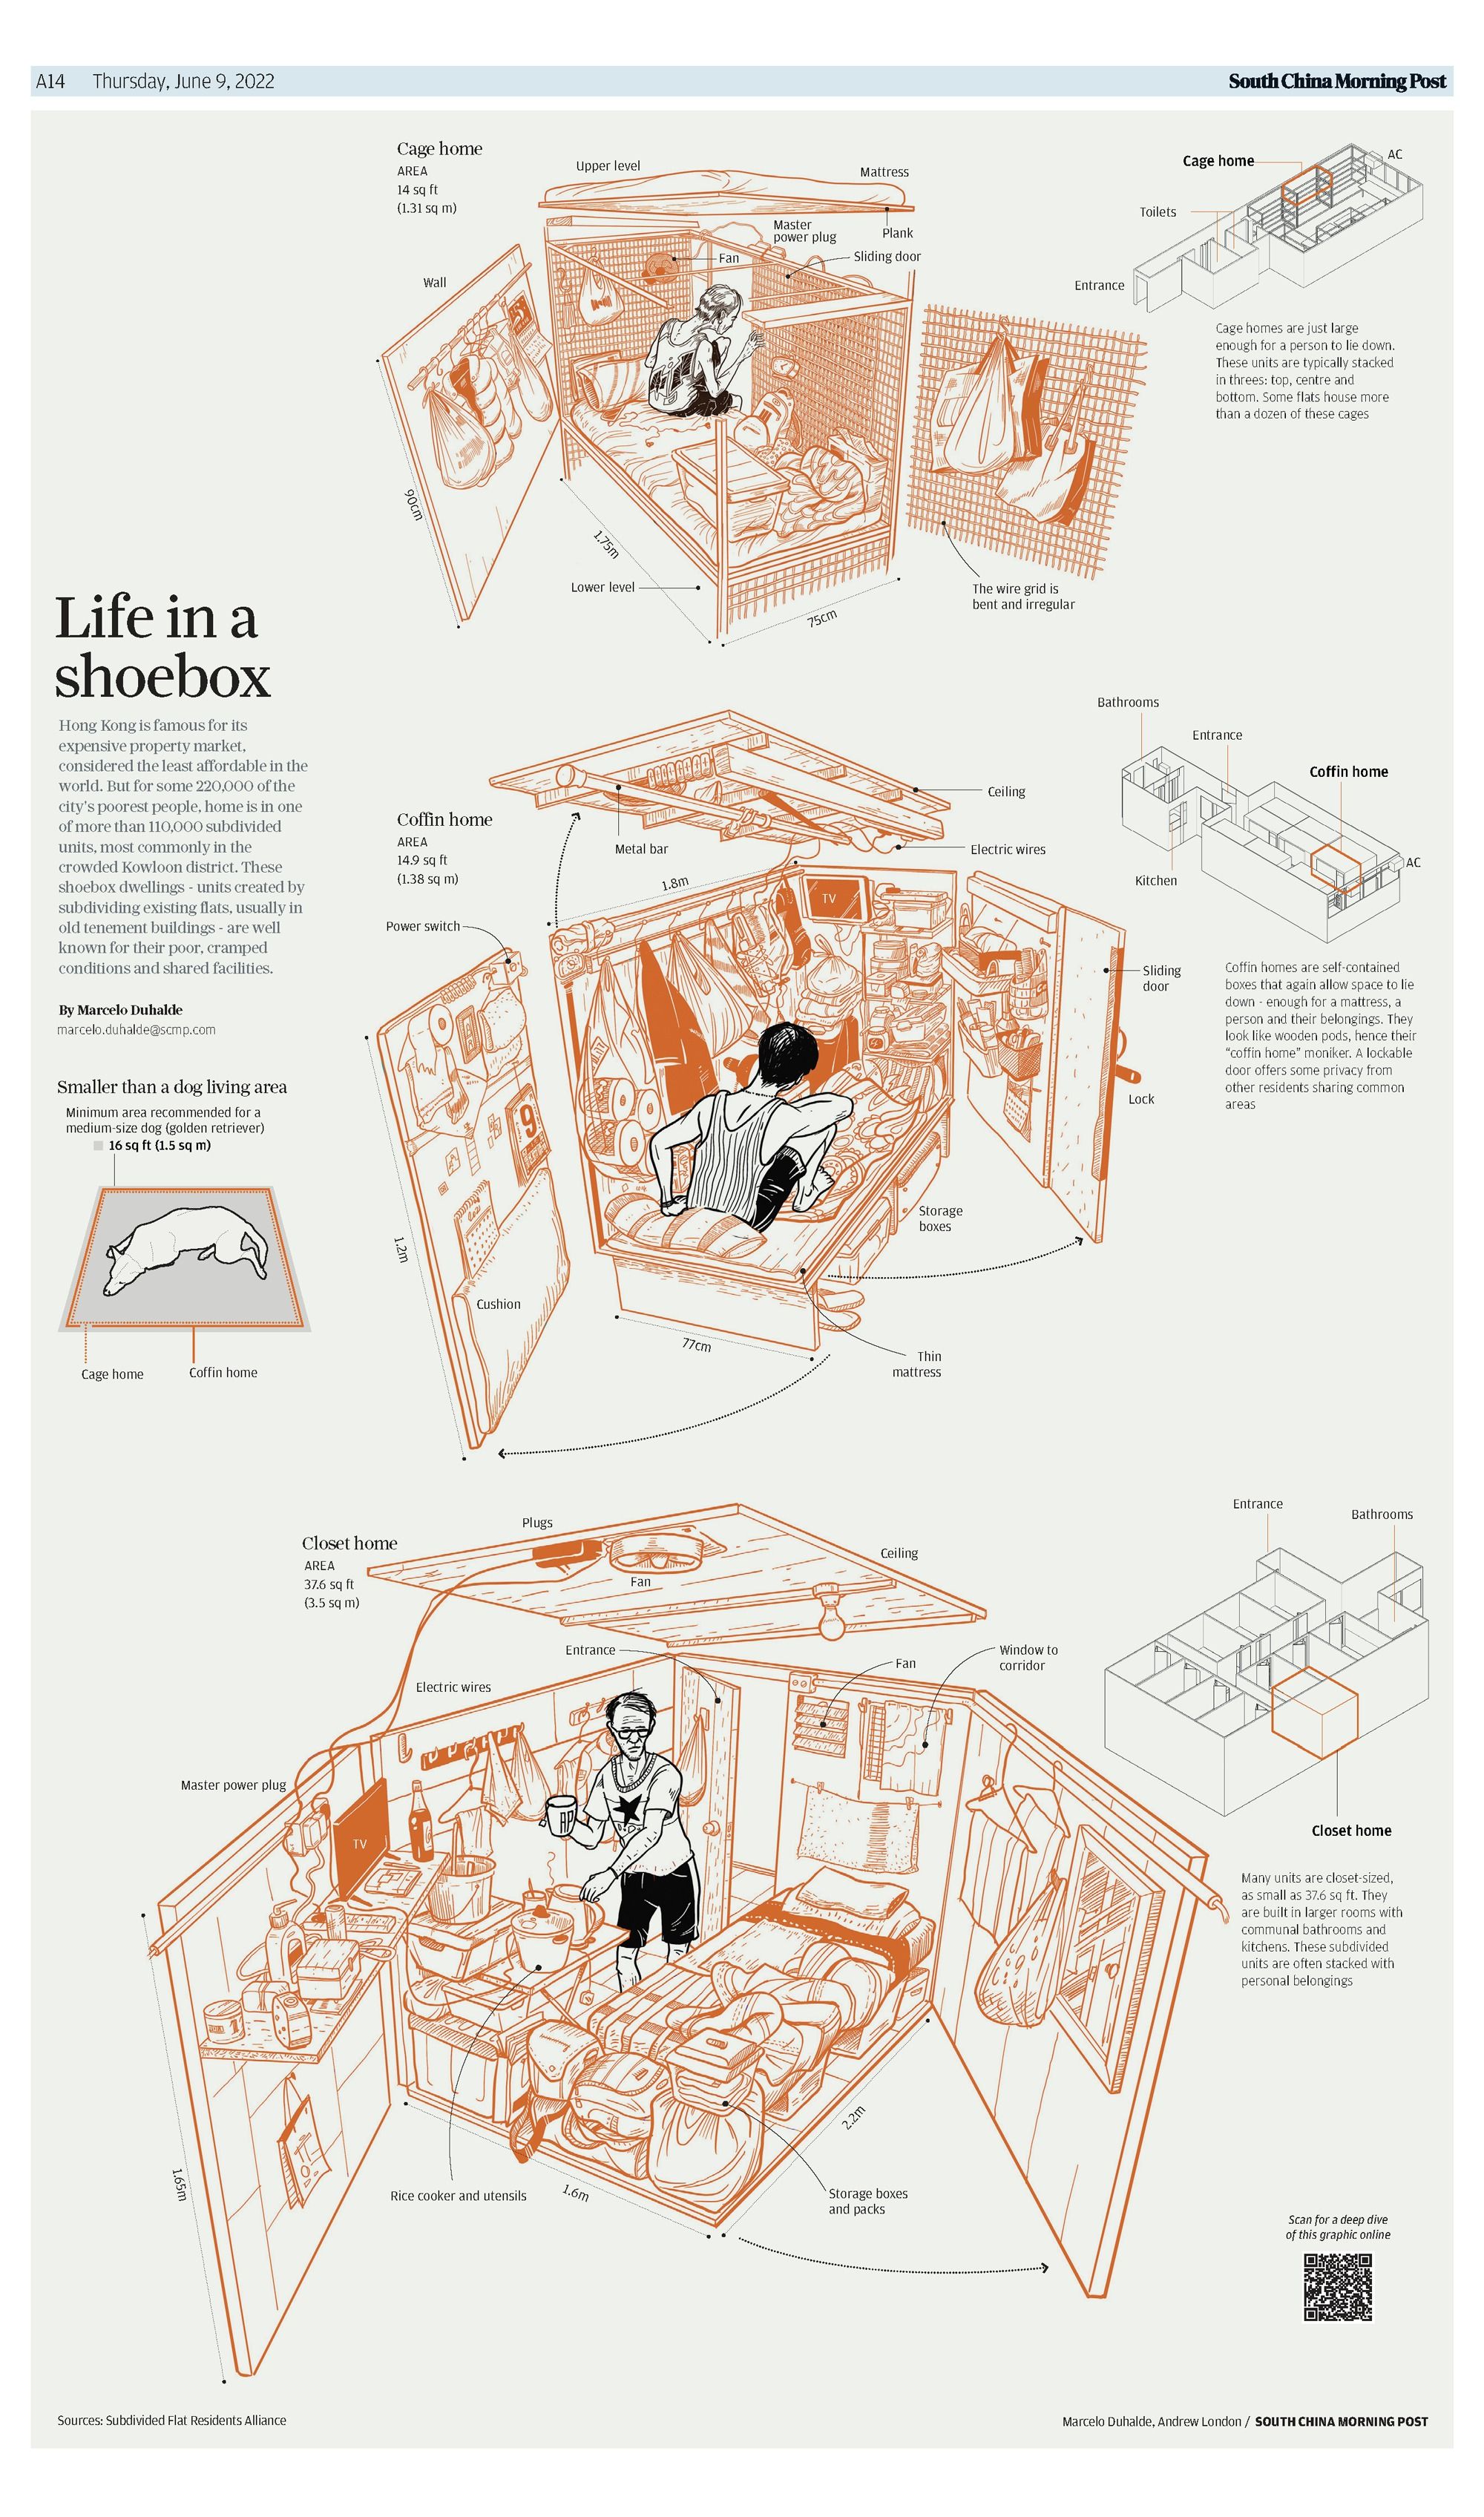 A14 Thursday, June 9, 2022
South China Morning Post
Cage home
AREA
14 sq ft
(1.31 sq m)
Upper level
Mattress
Master
power plug
Plank
Fan
Sliding door
Wall
90cm
1.75m
Lower level
75cm
The wire grid is
bent and irregular
Cage home
AC
Toilets
Entrance
Cage homes are just large
enough for a person to lie down.
These units are typically stacked
in threes: top, centre and
bottom. Some flats house more
than a dozen of these cages
Life in a
shoebox
Hong Kong is famous for its
expensive property market,
considered the least affordable in the
world. But for some 220,000 of the
city's poorest people, home is in one
of more than 110,000 subdivided
units, most commonly in the
crowded Kowloon district. These
shoebox dwellings - units created by
subdividing existing flats, usually in
old tenement buildings - are well
known for their poor, cramped
conditions and shared facilities.
By Marcelo Duhalde
marcelo.duhalde@scmp.com
Smaller than a dog living area
Minimum area recommended for a
medium-size dog (golden retriever)
16 sq ft (1.5 sq m)
Cage home
Coffin home
Coffin home
AREA
14.9 sq ft
(1.38 sq m)
Metal bar
Ceiling
Electric wires
1.8m
Power switch
TV
9
Sliding
door
Lock
Storage
boxes
1.2m
Cushion
77cm
Thin
mattress
Bathrooms
Entrance
Coffin home
AC
Kitchen
Coffin homes are self-contained
boxes that again allow space to lie
down - enough for a mattress, a
person and their belongings. They
look like wooden pods, hence their
“coffin home” moniker. A lockable
door offers some privacy from
other residents sharing common
areas
Closet home
AREA
37.6 sq ft
(3.5 sq m)
Plugs
Fan
Ceiling
Entrance
Fan
Window to
corridor
Electric wires
Master power plug
TV
1.65m
Rice cooker and utensils
1.6m
2.2m
Storage boxes
and packs
Entrance
Bathrooms
Closet home
Many units are closet-sized,
as small as 37.6 sq ft. They
are built in larger rooms with
communal bathrooms and
kitchens. These subdivided
units are often stacked with
personal belongings
Scan for a deep dive
of this graphic online
Sources: Subdivided Flat Residents Alliance
Marcelo Duhalde, Andrew London / SOUTH CHINA MORNING POST